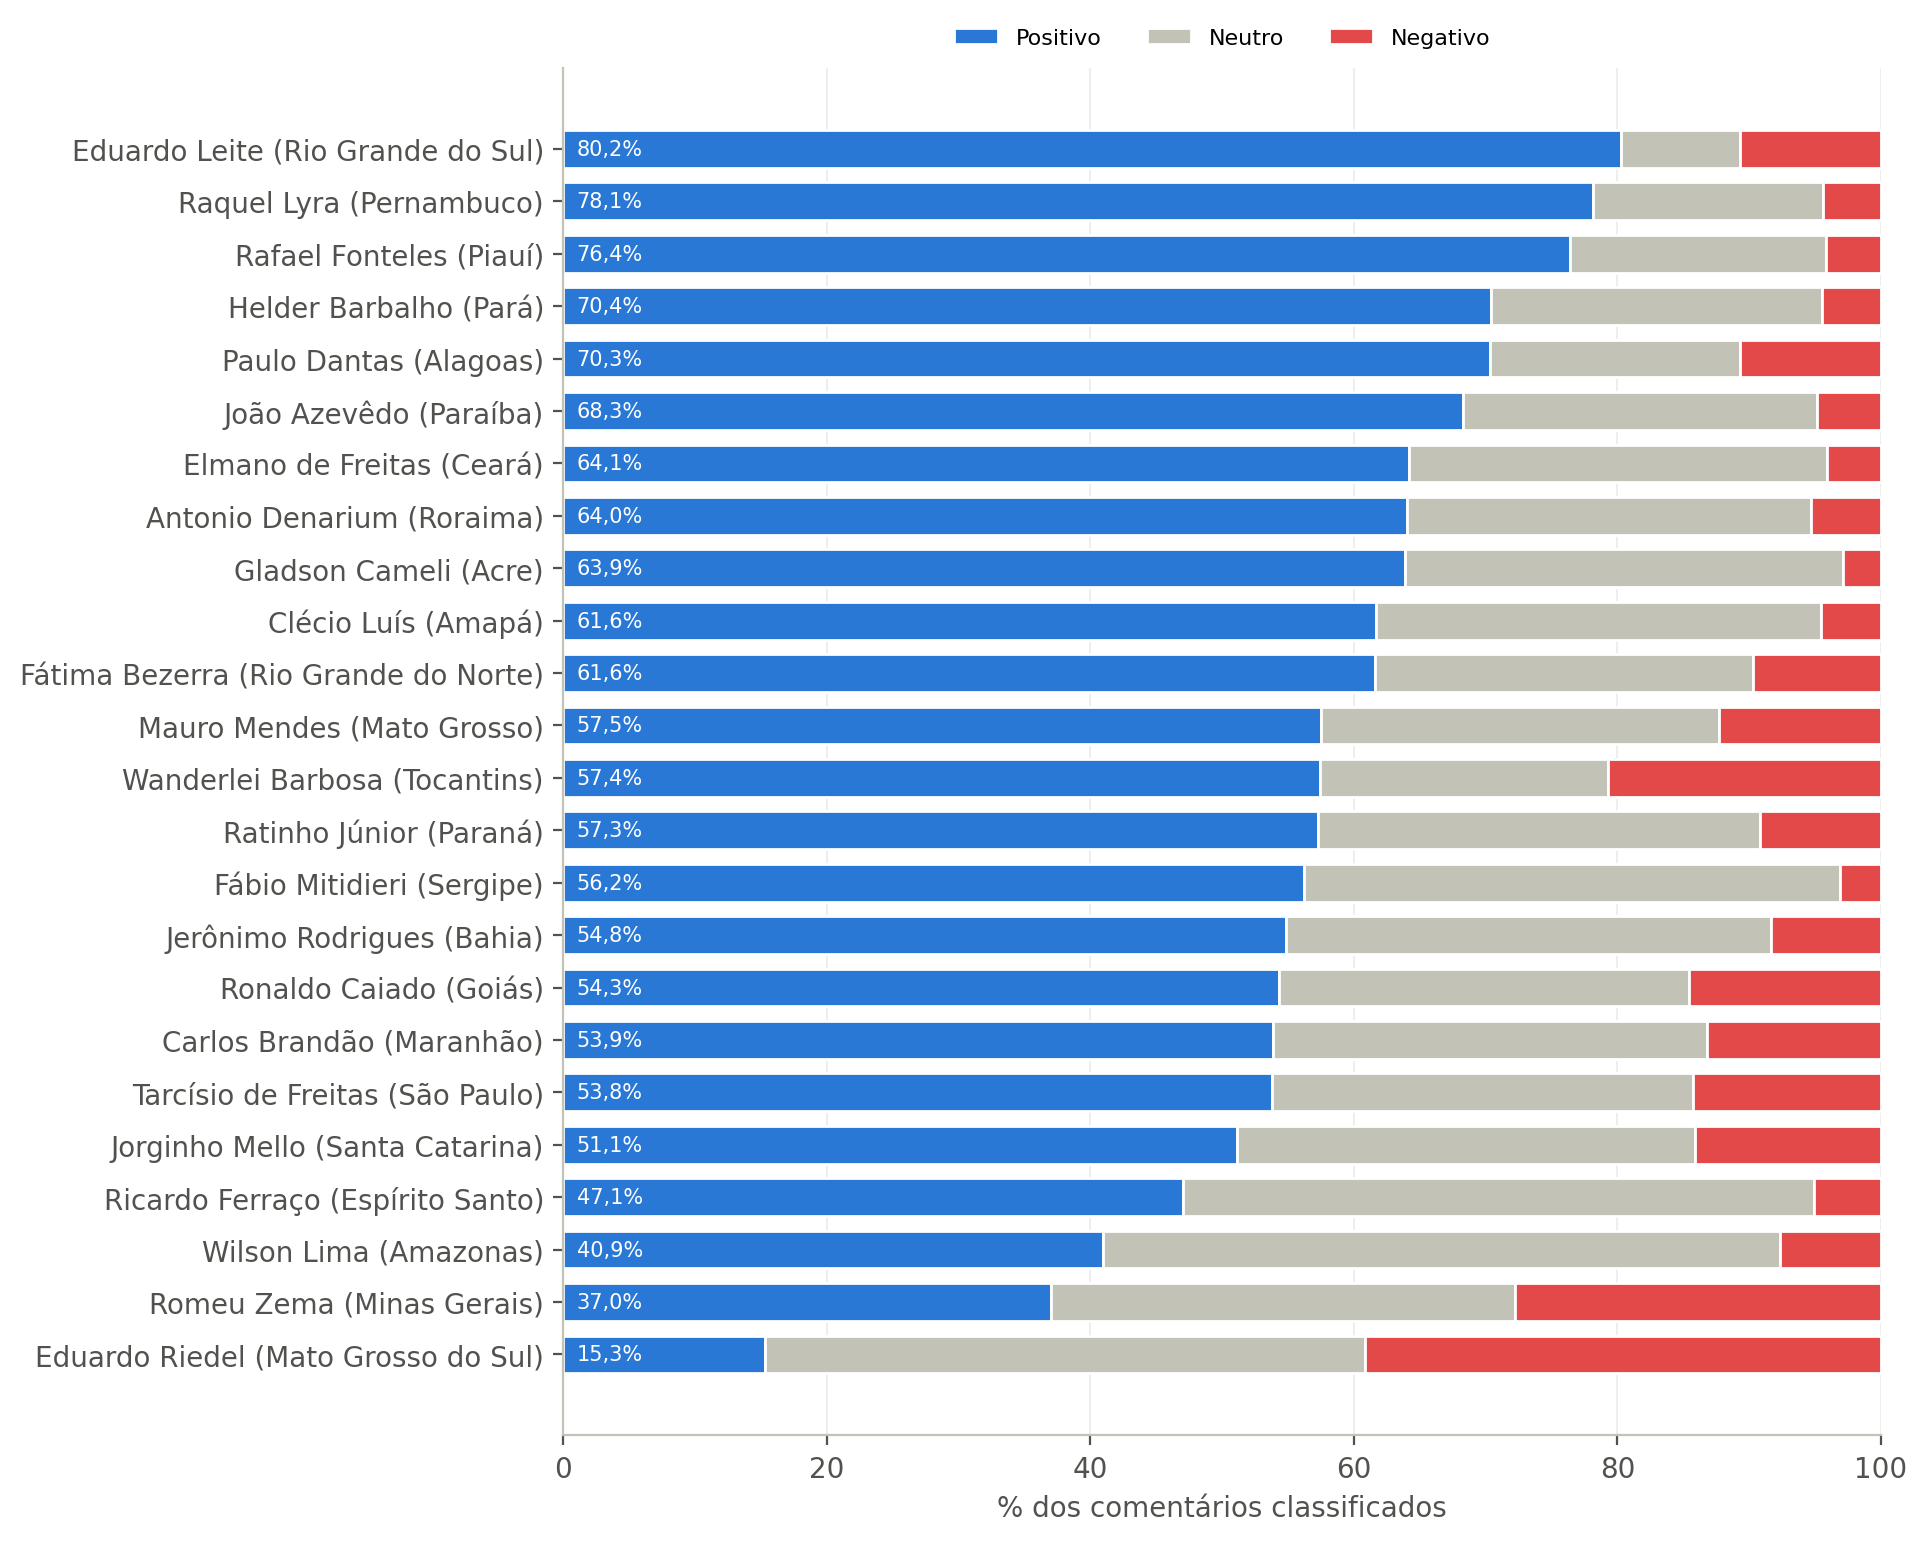 Positivo Neutro Negativo
Eduardo Leite (Rio Grande do Sul) 80,2%
Raquel Lyra (Pernambuco) 78,1%
Rafael Fonteles (Piauí) 76,4%
Helder Barbalho (Pará) 70,4%
Paulo Dantas (Alagoas) 70,3%
João Azevêdo (Paraíba) 68,3%
Elmano de Freitas (Ceará) 64,1%
Antonio Denarium (Roraima) 64,0%
Gladson Cameli (Acre) 63,9%
Clécio Luís (Amapá) 61,6%
Fátima Bezerra (Rio Grande do Norte) 61,6%
Mauro Mendes (Mato Grosso) 57,5%
Wanderlei Barbosa (Tocantins) 57,4%
Ratinho Júnior (Paraná) 57,3%
Fábio Mitidieri (Sergipe) 56,2%
Jerônimo Rodrigues (Bahia) 54,8%
Ronaldo Caiado (Goiás) 54,3%
Carlos Brandão (Maranhão) 53,9%
Tarcísio de Freitas (São Paulo) 53,8%
Jorginho Mello (Santa Catarina) 51,1%
Ricardo Ferraço (Espírito Santo) 47,1%
Wilson Lima (Amazonas) 40,9%
Romeu Zema (Minas Gerais) 37,0%
Eduardo Riedel (Mato Grosso do Sul) 15,3%
0 20 40 60 80 100
% dos comentários classificados